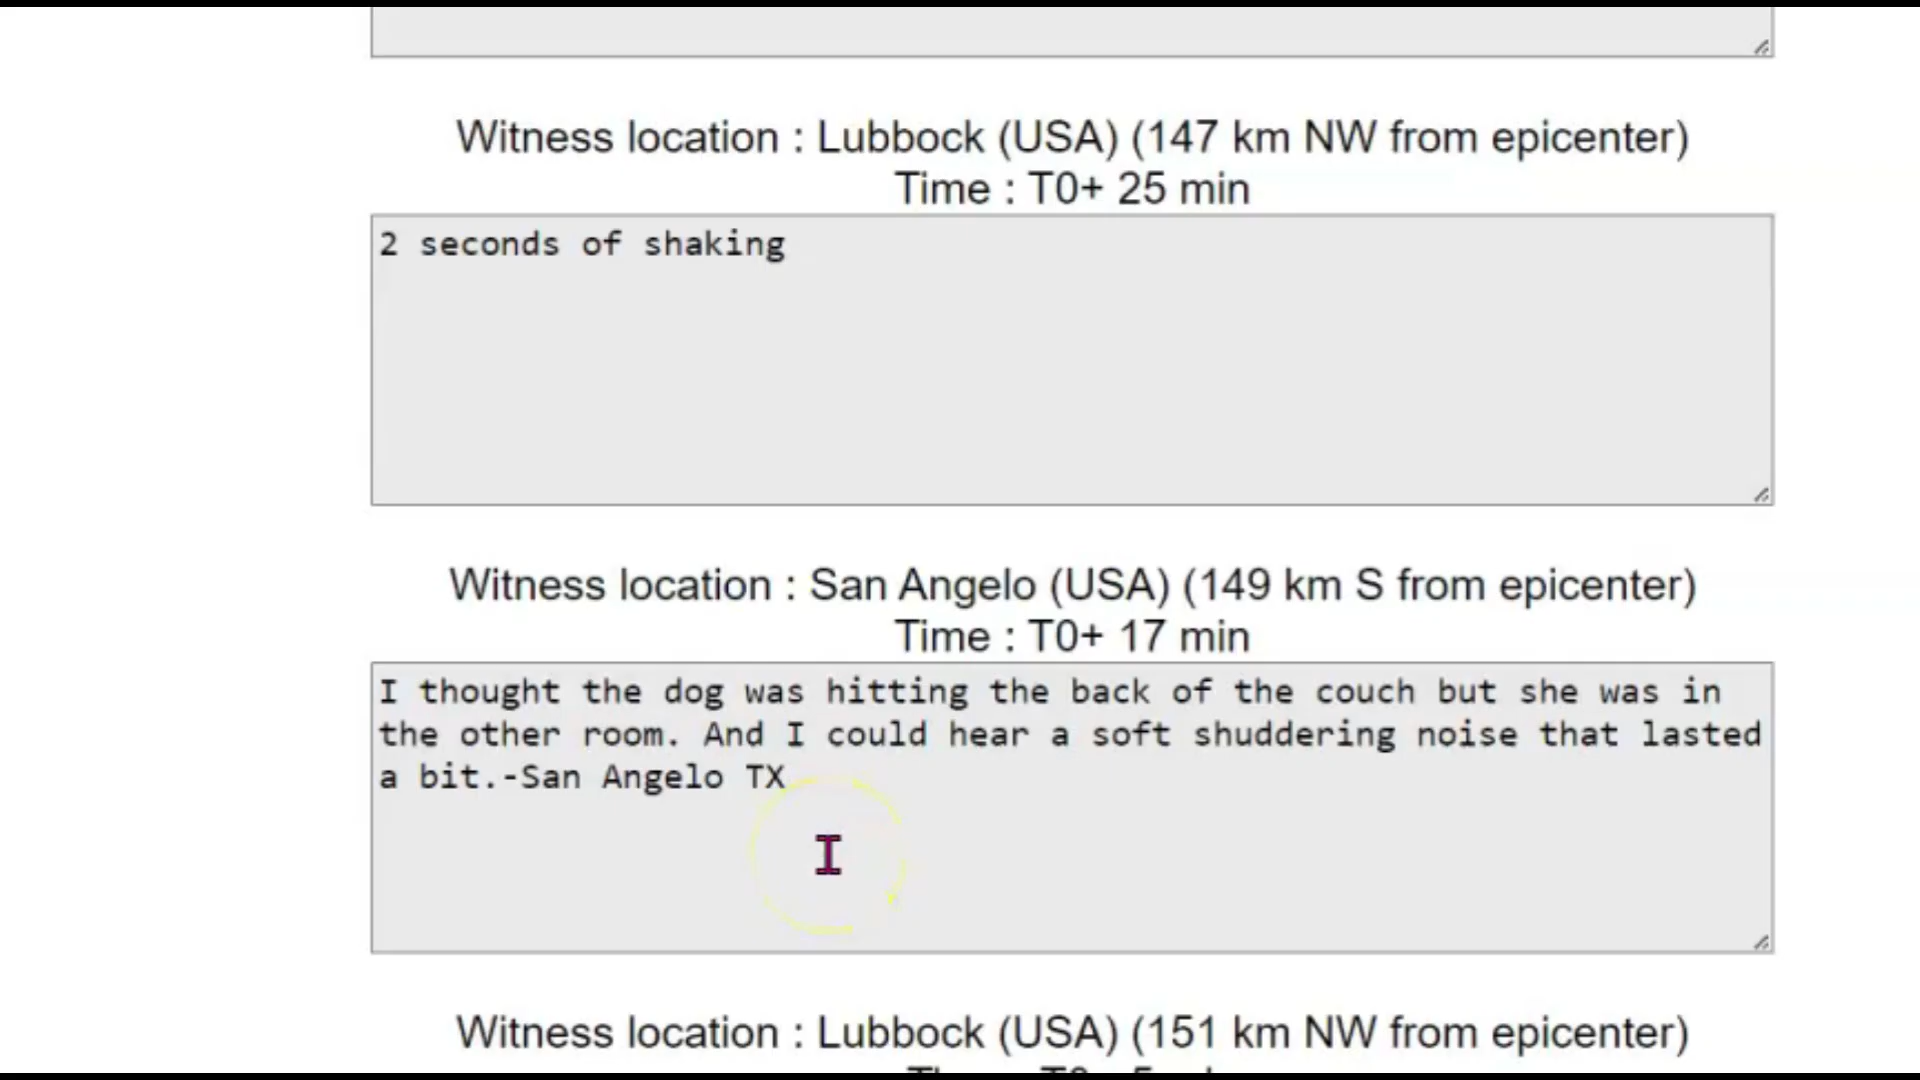 Witness location : Lubbock (USA) (147 km NW from epicenter)
Time : T0+ 25 min
2 seconds of shaking
Witness location : San Angelo (USA) (149 km S from epicenter)
Time : T0+ 17 min
I thought the dog was hitting the back of the couch but she was in
the other room. And I could hear a soft shuddering noise that lasted
a bit.-San Angelo TX
Witness location : Lubbock (USA) (151 km NW from epicenter)